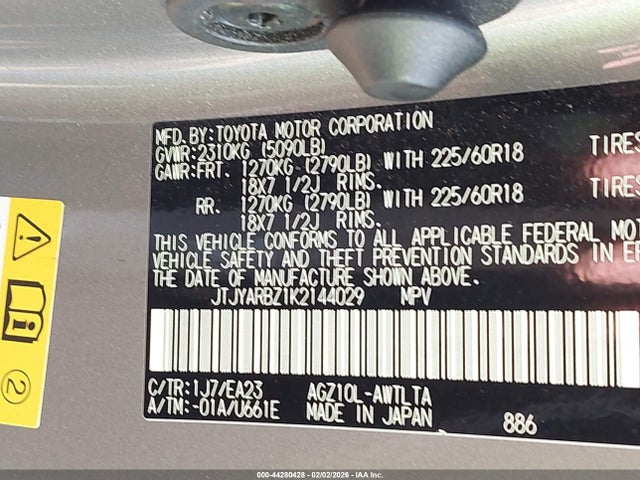 MFD. BY: TOYOTA MOTOR CORPORATION
GVWR: 2310KG (5090LB)
GAWR: FRT. 1270KG (2790LB) WITH 225/60R18 TIRES
18X7 1/2J RIMS.
RR. 1270KG (2790LB) WITH 225/60R18 TIRES
18X7 1/2J RIMS.
THIS VEHICLE CONFORMS TO ALL APPLICABLE FEDERAL MOT
VEHICLE SAFETY AND THEFT PREVENTION STANDARDS IN EF
THE DATE OF MANUFACTURE SHOWN ABOVE.
JTJYARBZ1K2144029 MPV
C/TR: 1J7/EA23 AGZ10L-AWTLTA
A/TM: -01A/U661E MADE IN JAPAN 886
2
000-44280428 - 02/02/2026 - IAA Inc.